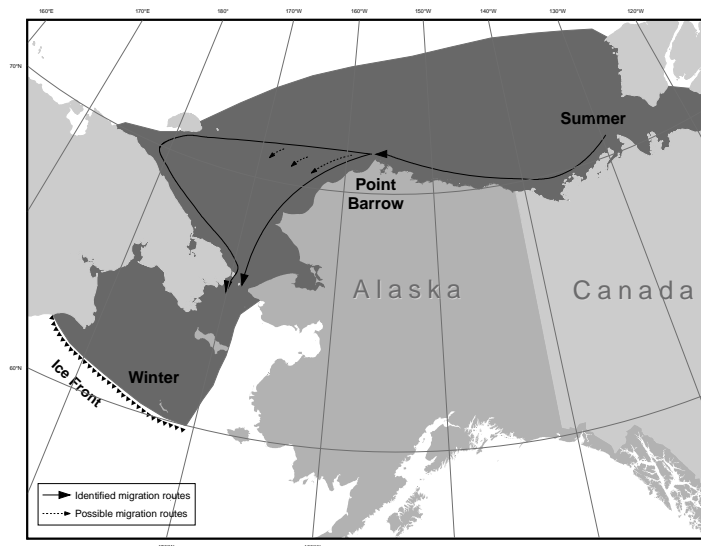 160°E
170°E
180°
170°W
160°W
150°W
140°W
130°W
120°W
70°N
Summer
Point
Barrow
Alaska
Canada
Winter
Ice Front
60°N
Identified migration routes
Possible migration routes